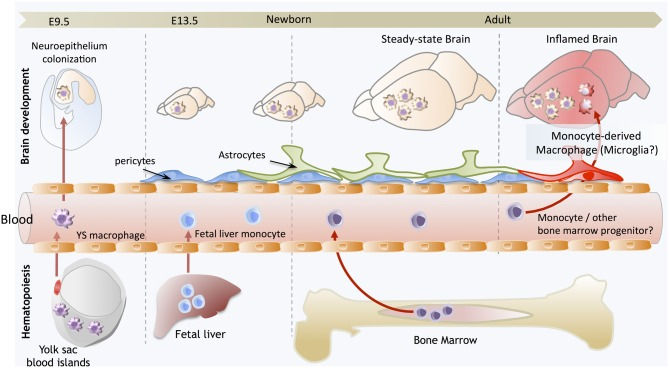 E9.5
E13.5
Newborn
Adult
Neuroepithelium
colonization
Steady-state Brain
Inflamed Brain
Brain development
Monocyte-derived
Macrophage (Microglia?)
pericytes
Astrocytes
Blood
YS macrophage
Fetal liver monocyte
Monocyte / other
bone marrow progenitor?
Hematopoiesis
Yolk sac
blood islands
Fetal liver
Bone Marrow